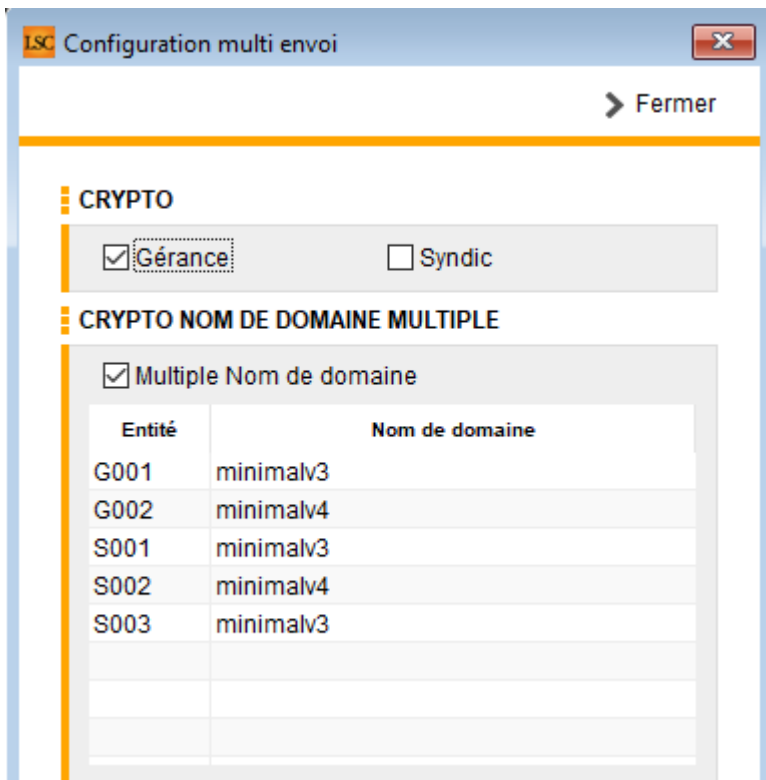 LSC Configuration multi envoi
Fermer
CRYPTO
Gérance Syndic
CRYPTO NOM DE DOMAINE MULTIPLE
Multiple Nom de domaine
Entité Nom de domaine
G001 minimalv3
G002 minimalv4
S001 minimalv3
S002 minimalv4
S003 minimalv3